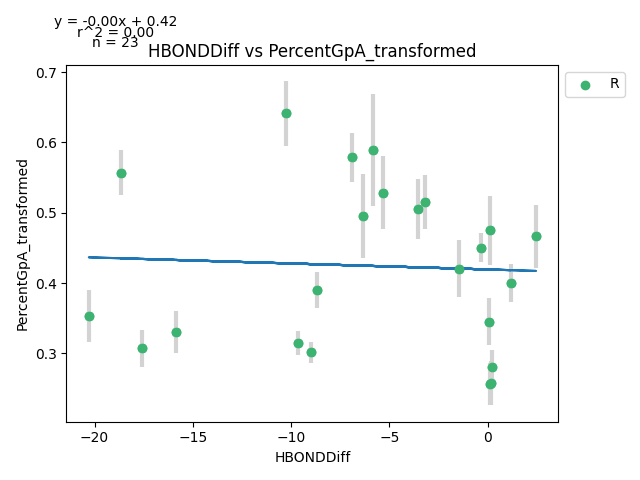 y = -0.00x + 0.42
r^2 = 0.00
n = 23
HBONDDiff vs PercentGpA_transformed
R
PercentGpA_transformed
0.7
0.6
0.5
0.4
0.3
−20
−15
−10
−5
0
HBONDDiff